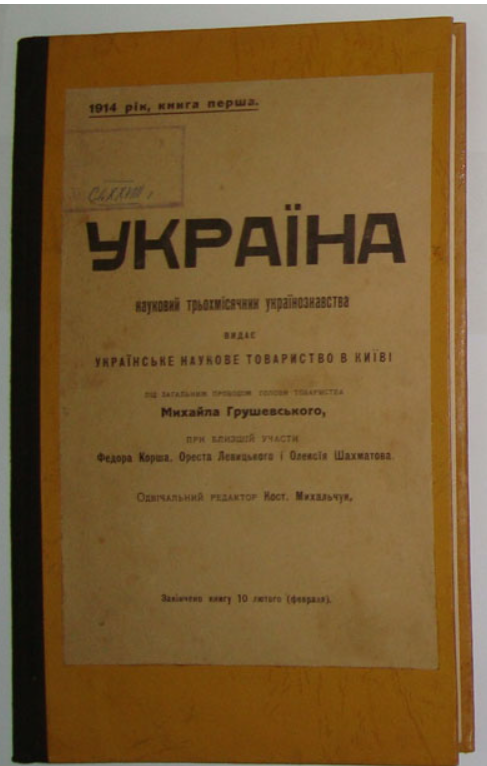 1914 рік, книга перша.
УКРАЇНА
науковий трьохмісячник українознавства
ВИДАЄ
УКРАЇНСЬКЕ НАУКОВЕ ТОВАРИСТВО В КИЇВІ
ПІД ЗАГАЛЬНИМ ПРОВОДОМ ГОЛОВИ ТОВАРИСТВА
Михайла Грушевського,
ПРИ БЛИЗШІЙ УЧАСТИ
Федора Корша, Ореста Левицького і Олексія Шахматова.
Одвічальний редактор Кост. Михальчук.
Закінчено книгу 10 лютого (февраля).